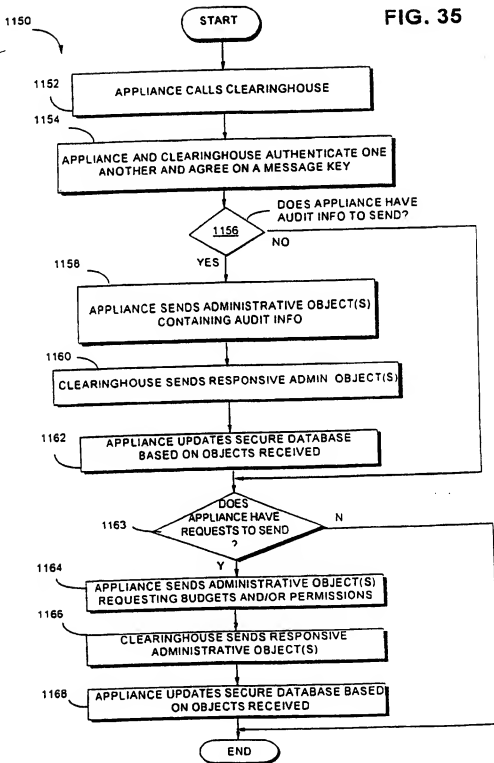 FIG. 35
1150
START
1152
APPLIANCE CALLS CLEARINGHOUSE
1154
APPLIANCE AND CLEARINGHOUSE AUTHENTICATE ONE
ANOTHER AND AGREE ON A MESSAGE KEY
DOES APPLIANCE HAVE
AUDIT INFO TO SEND?
1156
NO
YES
1158
APPLIANCE SENDS ADMINISTRATIVE OBJECT(S)
CONTAINING AUDIT INFO
1160
CLEARINGHOUSE SENDS RESPONSIVE ADMIN OBJECT(S)
1162
APPLIANCE UPDATES SECURE DATABASE
BASED ON OBJECTS RECEIVED
1163
DOES
APPLIANCE HAVE
REQUESTS TO SEND
?
N
Y
1164
APPLIANCE SENDS ADMINISTRATIVE OBJECT(S)
REQUESTING BUDGETS AND/OR PERMISSIONS
1166
CLEARINGHOUSE SENDS RESPONSIVE
ADMINISTRATIVE OBJECT(S)
1168
APPLIANCE UPDATES SECURE DATABASE BASED
ON OBJECTS RECEIVED
END